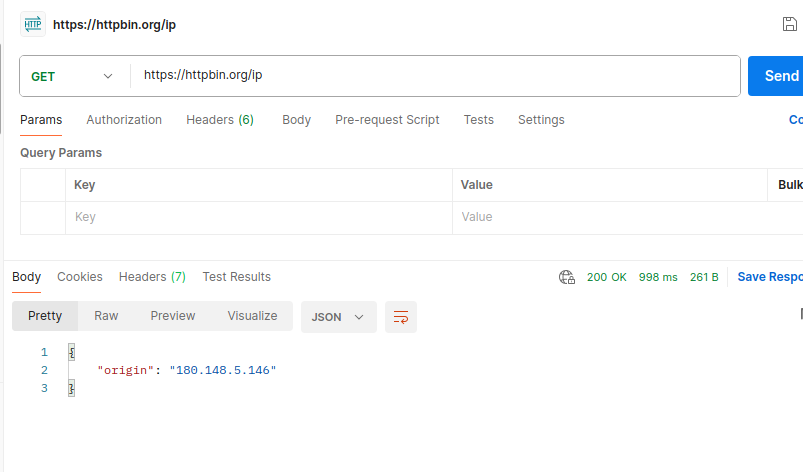 HTTP https://httpbin.org/ip
GET https://httpbin.org/ip Send
Params Authorization Headers (6) Body Pre-request Script Tests Settings Co
Query Params
Key Value Bulk
Key Value
Body Cookies Headers (7) Test Results 200 OK 998 ms 261 B Save Respo
Pretty Raw Preview Visualize JSON
1 {
2 "origin": "180.148.5.146"
3 }